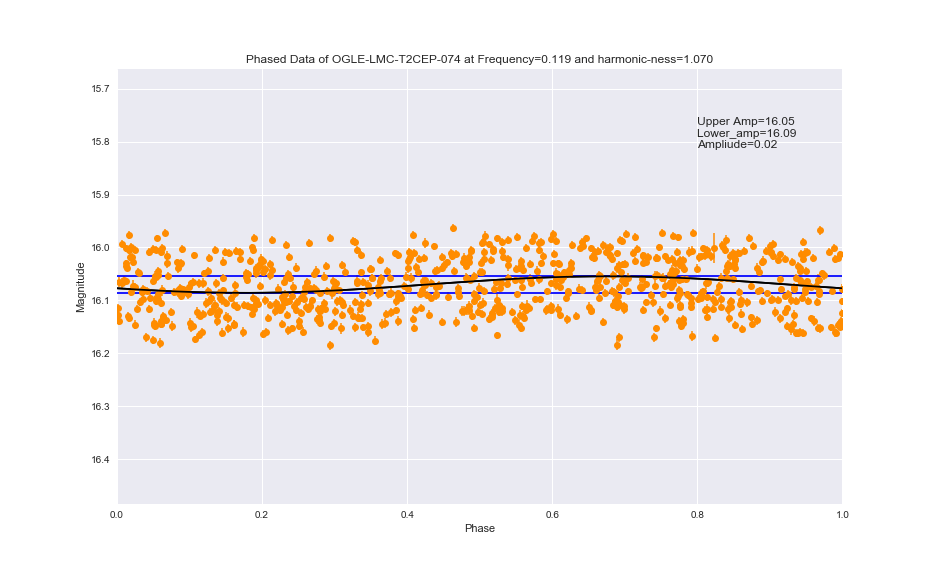 Phased Data of OGLE-LMC-T2CEP-074 at Frequency=0.119 and harmonic-ness=1.070
15.7
Upper Amp=16.05
Lower_amp=16.09
Ampliude=0.02
15.8
15.9
16.0
16.1
16.2
16.3
16.4
Magnitude
0.0 0.2 0.4 0.6 0.8 1.0
Phase